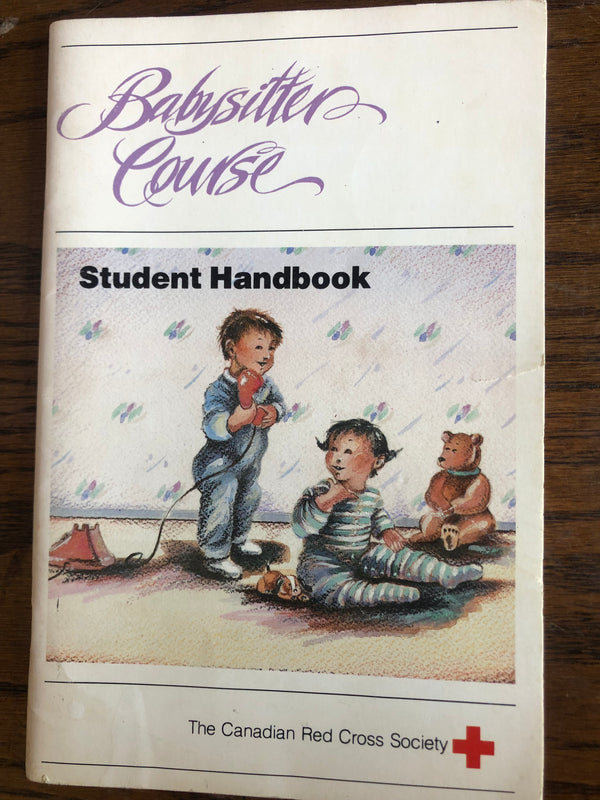 Babysitter
Course
Student Handbook
The Canadian Red Cross Society